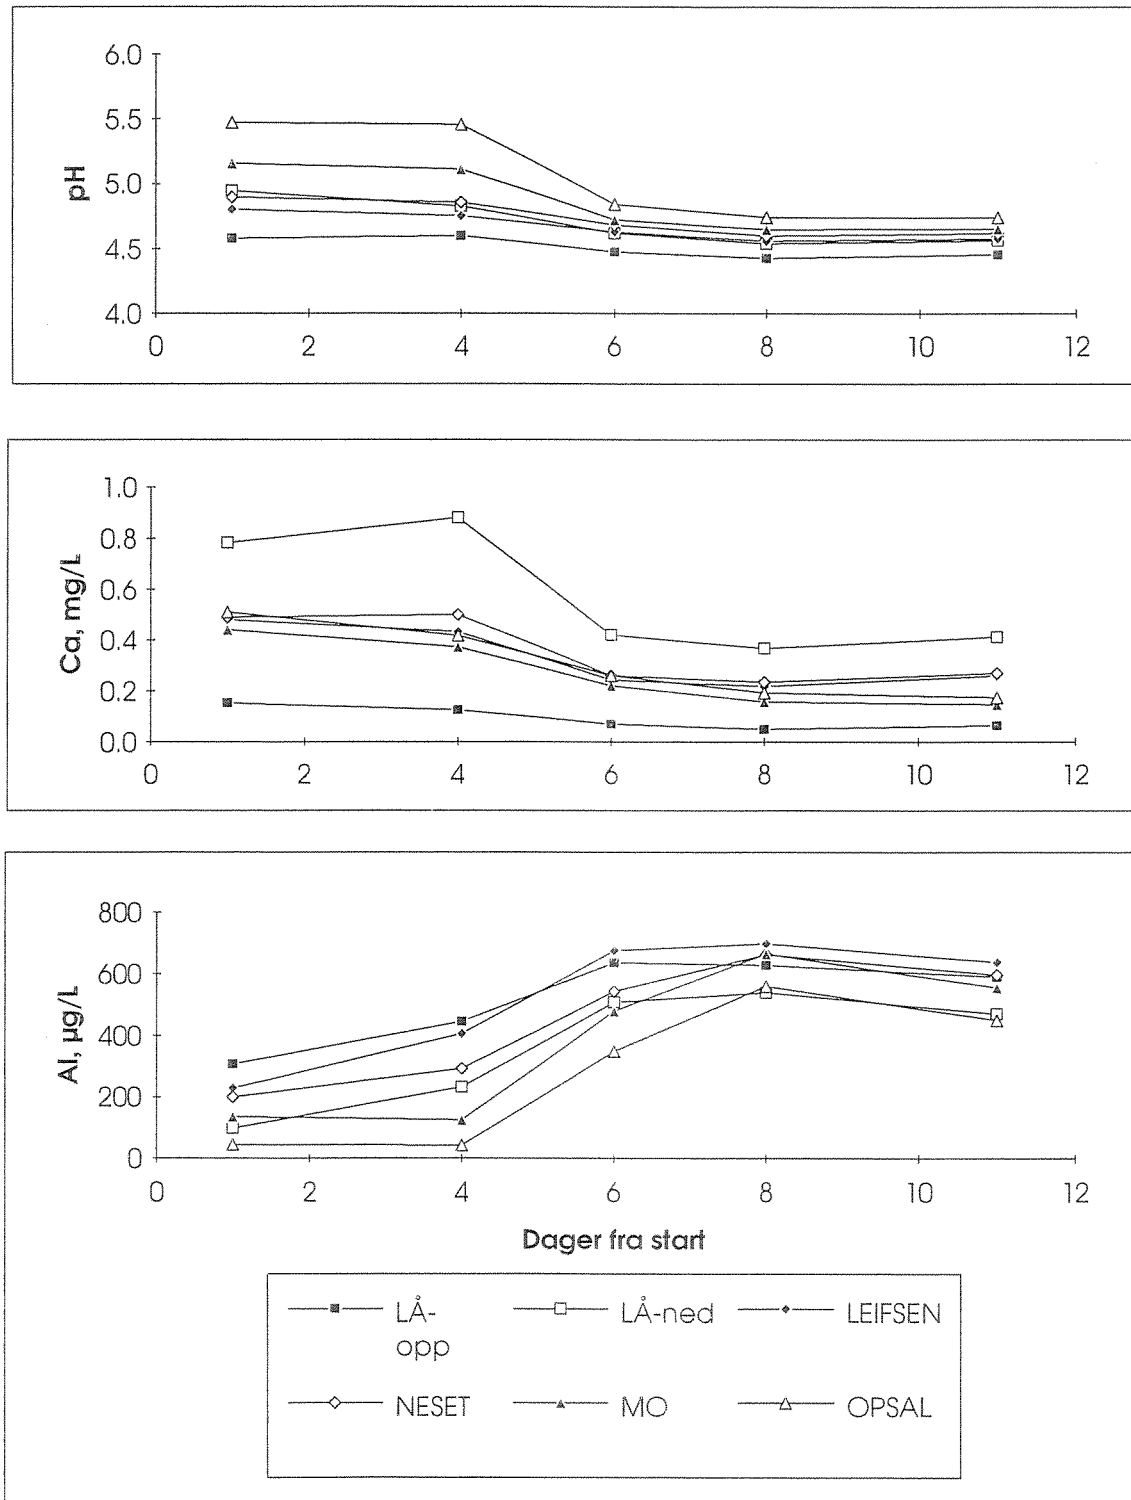 6.0
5.5
5.0
4.5
4.0
pH
0 2 4 6 8 10 12
1.0
0.8
0.6
0.4
0.2
0.0
Ca, mg/L
0 2 4 6 8 10 12
800
600
400
200
0
Al, µg/L
0 2 4 6 8 10 12
Dager fra start
LÅ-opp LÅ-ned LEIFSEN
NESET MO OPSAL